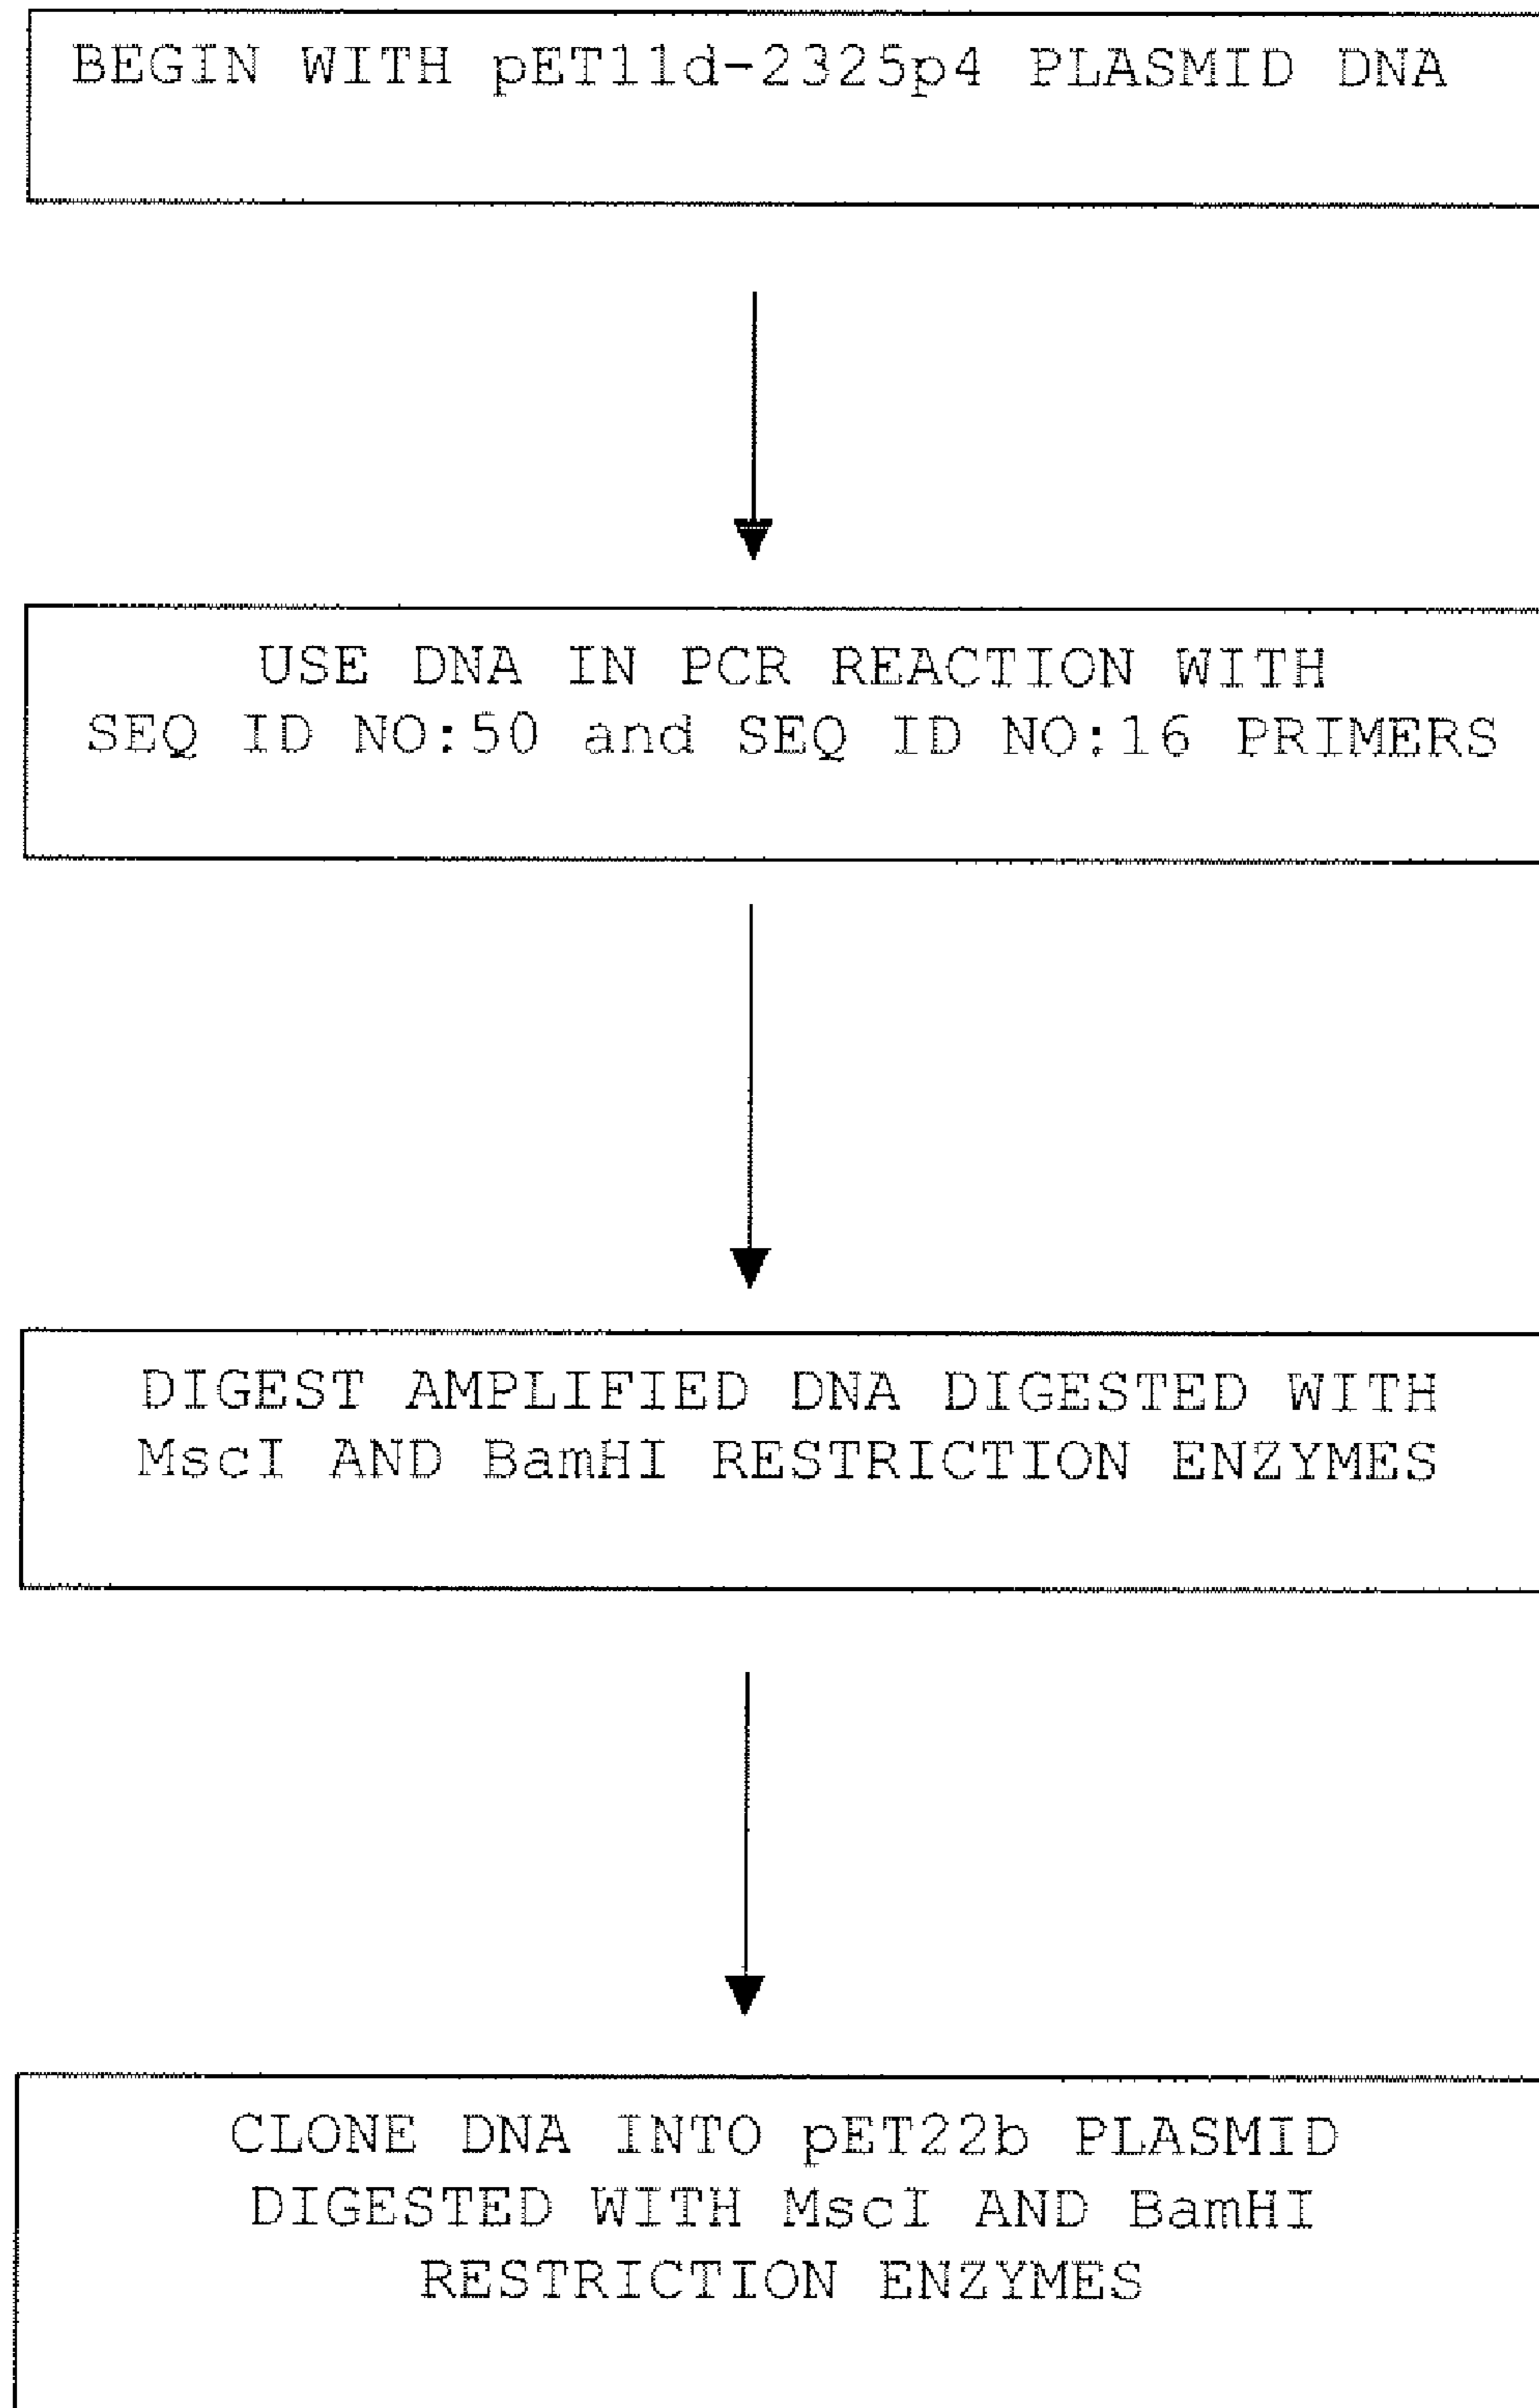 BEGIN WITH pET11d-2325p4 PLASMID DNA
USE DNA IN PCR REACTION WITH
SEQ ID NO:50 and SEQ ID NO:16 PRIMERS
DIGEST AMPLIFIED DNA DIGESTED WITH
MscI AND BamHI RESTRICTION ENZYMES
CLONE DNA INTO pET22b PLASMID
DIGESTED WITH MscI AND BamHI
RESTRICTION ENZYMES